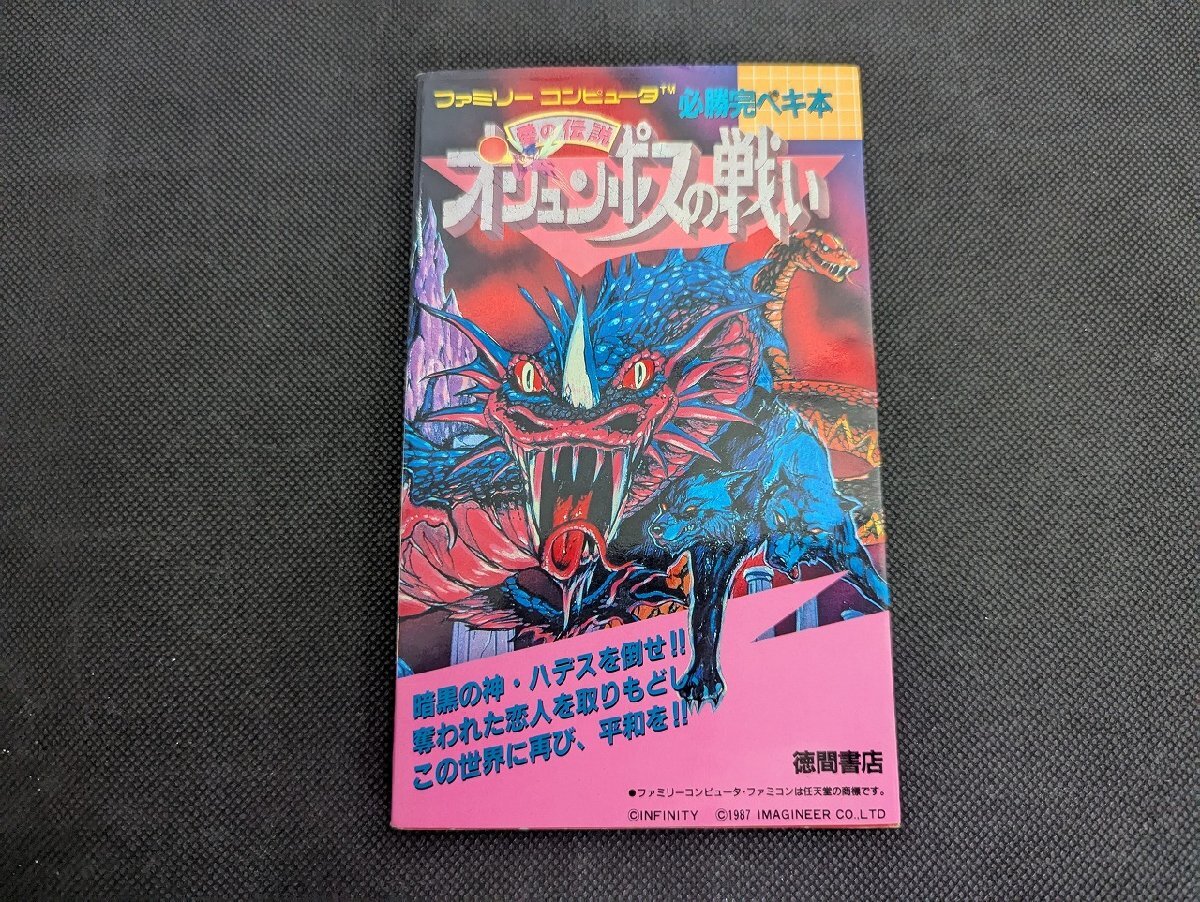 ファミリー コンピュータ™
必勝完ペキ本
愛の伝説
オリュンポスの戦い
暗黒の神・ハデスを倒せ!!
奪われた恋人を取りもどし
この世界に再び、平和を!!
徳間書店
●ファミリーコンピュータ・ファミコンは任天堂の商標です。
©INFINITY ©1987 IMAGINEER CO.,LTD